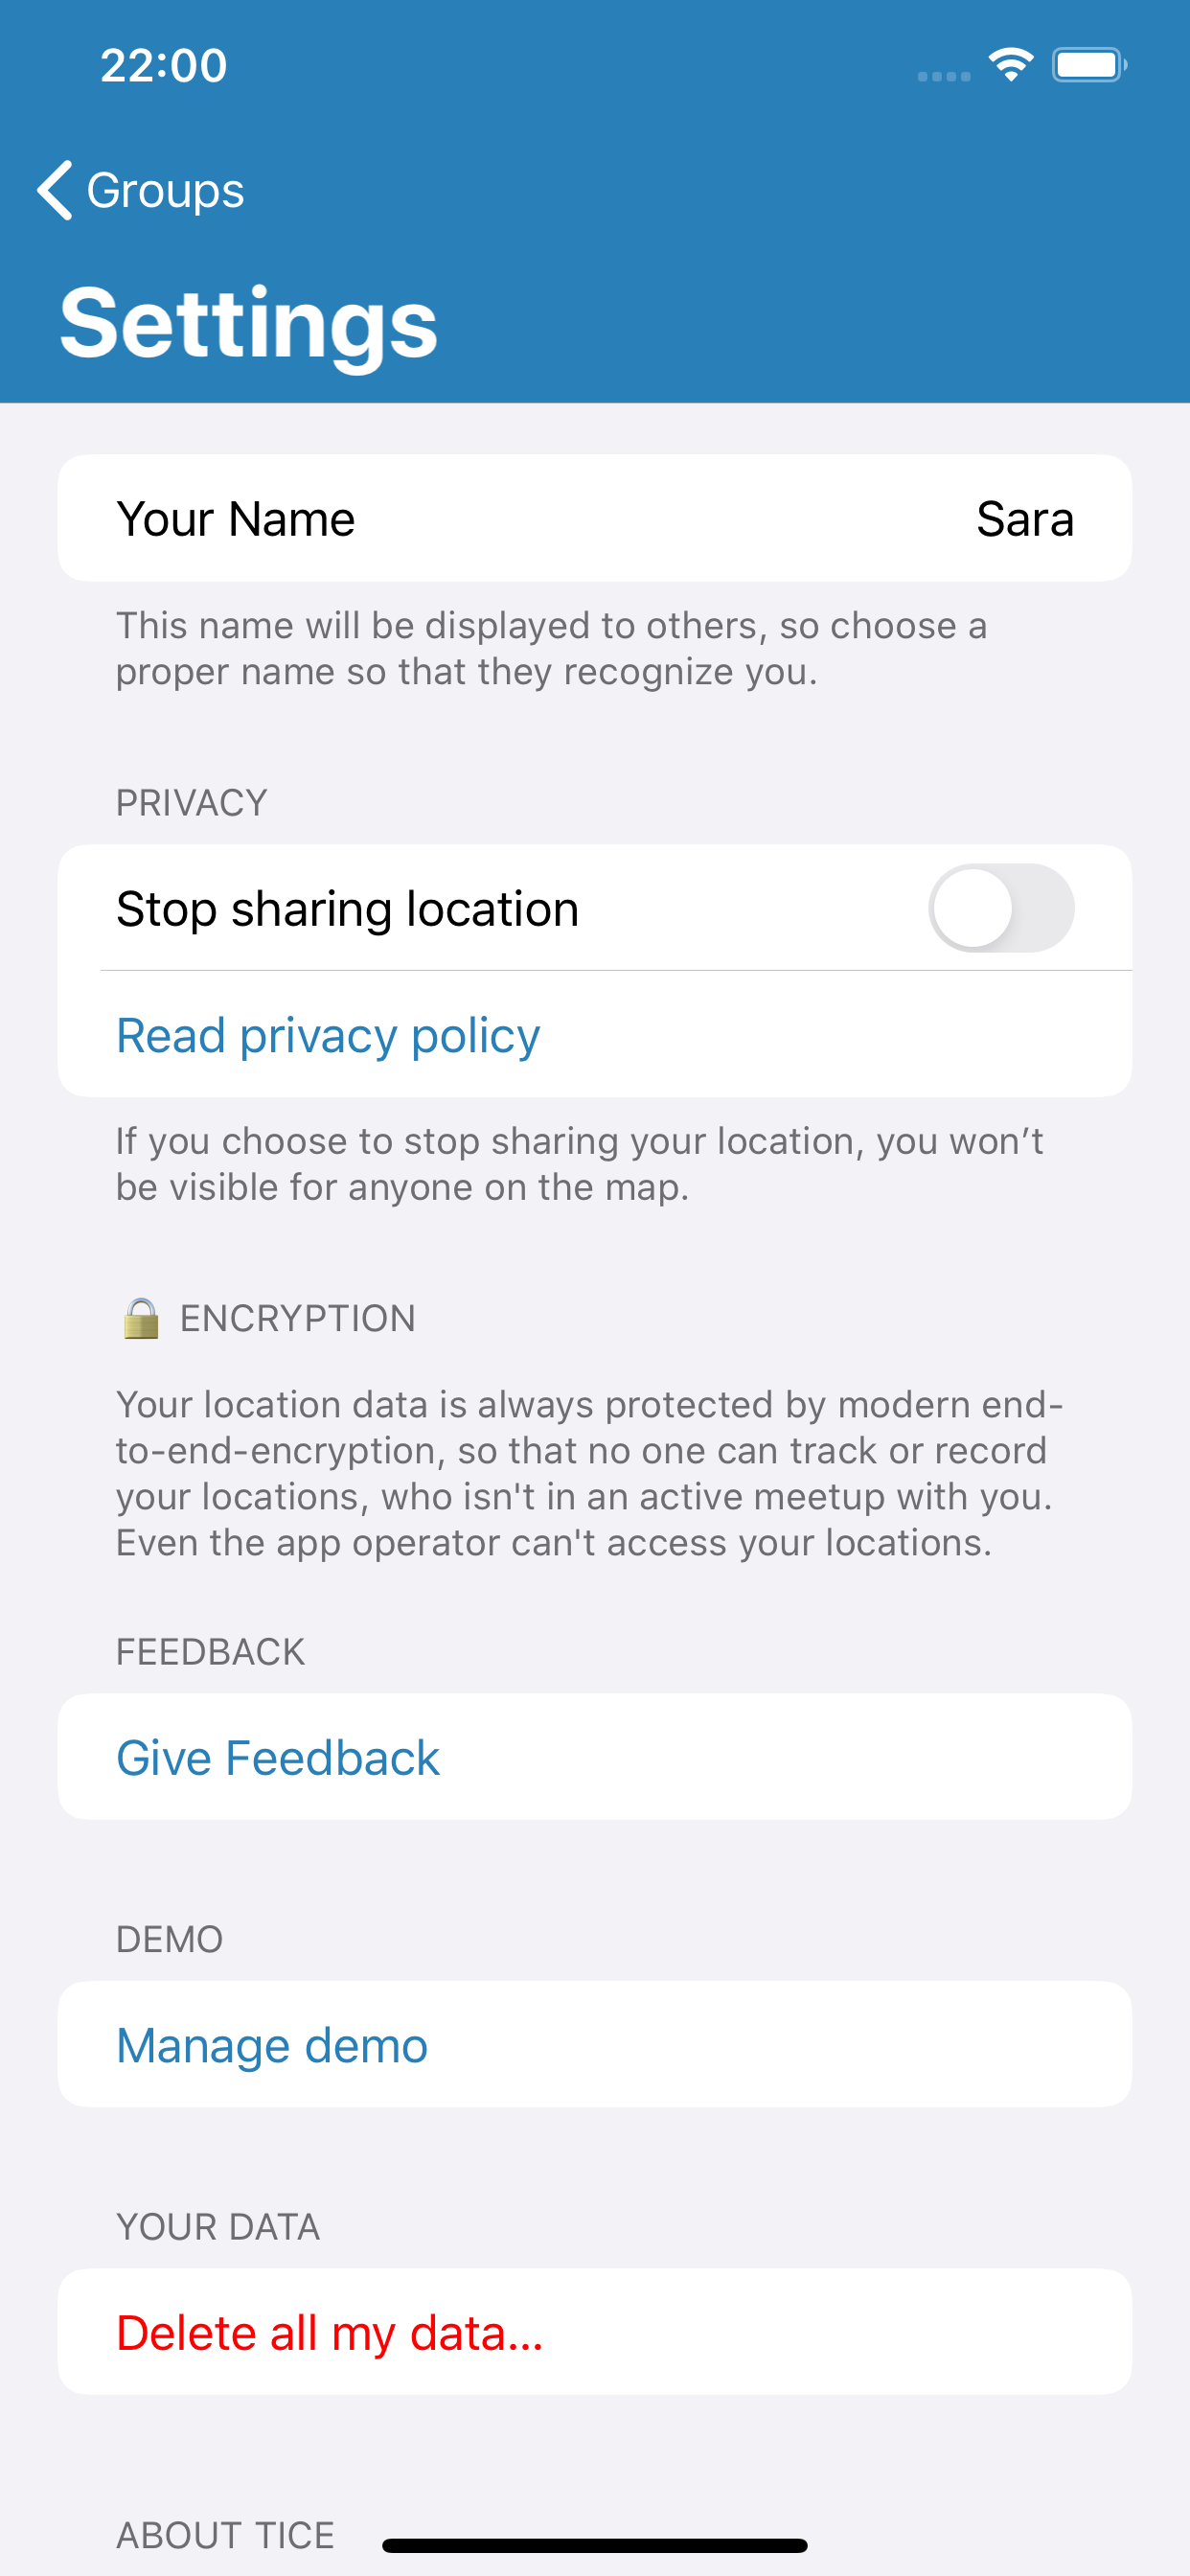 22:00
Groups
Settings
Your Name Sara
This name will be displayed to others, so choose a
proper name so that they recognize you.
PRIVACY
Stop sharing location
Read privacy policy
If you choose to stop sharing your location, you won’t
be visible for anyone on the map.
🔒 ENCRYPTION
Your location data is always protected by modern end-
to-end-encryption, so that no one can track or record
your locations, who isn't in an active meetup with you.
Even the app operator can't access your locations.
FEEDBACK
Give Feedback
DEMO
Manage demo
YOUR DATA
Delete all my data...
ABOUT TICE